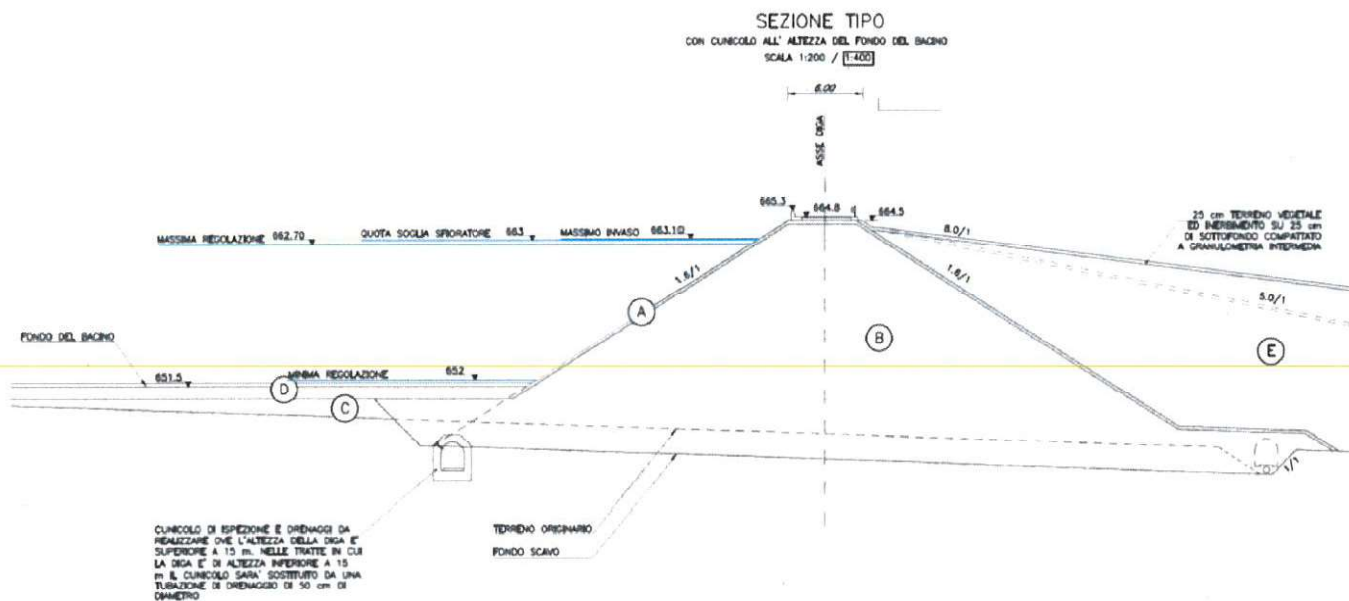 SEZIONE TIPO
CON CUNICOLO ALL' ALTEZZA DEL FONDO DEL BACINO
SCALA 1:200 / 1:400
6.00
ASSE DIGA
665.3
664.8
664.5
MASSIMA REGOLAZIONE 662.70
QUOTA SOGLIA SFIORATORE 663
MASSIMO INVASO 663.10
8.0/1
25 cm TERRENO VEGETALE
ED INERBIMENTO SU 25 cm
DI SOTTOFONDO COMPATTATO
A GRANULOMETRIA INTERMEDIA
1.6/1
1.6/1
5.0/1
A
B
E
FONDO DEL BACINO
651.5
MINIMA REGOLAZIONE 652
D
C
1/1
CUNICOLO DI ISPEZIONE E DRENAGGI DA
REALIZZARE OVE L'ALTEZZA DELLA DIGA E'
SUPERIORE A 15 m. NELLE TRATTE IN CUI
LA DIGA E' DI ALTEZZA INFERIORE A 15
m IL CUNICOLO SARA' SOSTITUITO DA UNA
TUBAZIONE DI DRENAGGIO DI 50 cm DI
DIAMETRO
TERRENO ORIGINARIO
FONDO SCAVO